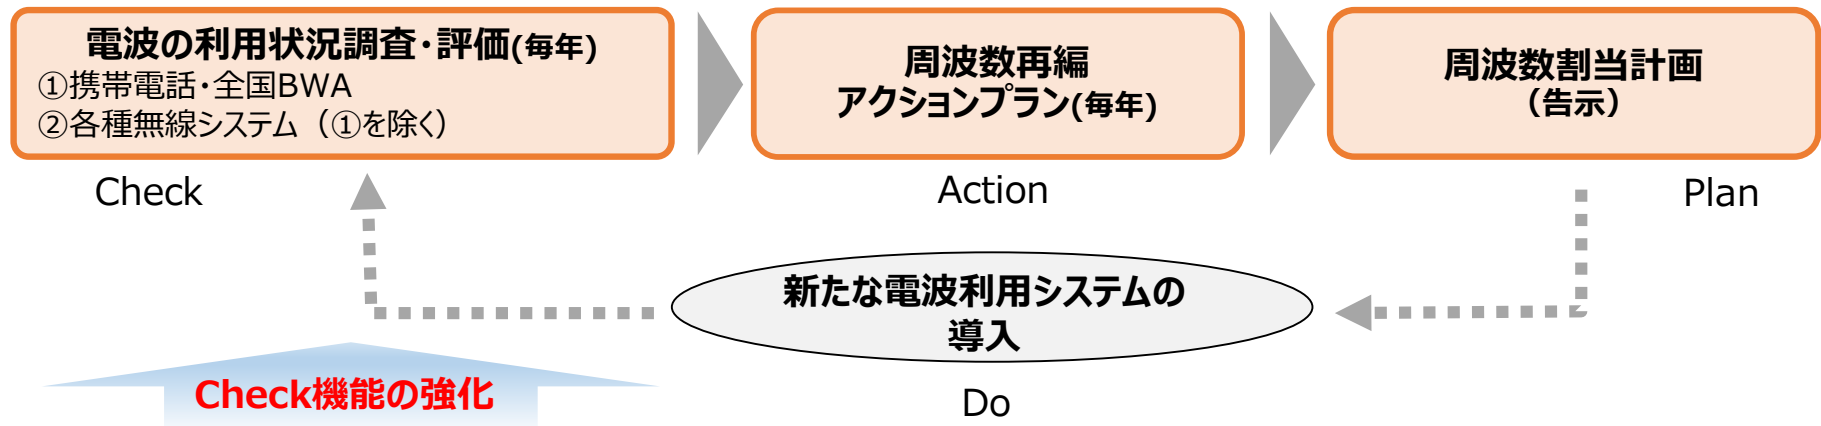 電波の利用状況調査・評価(毎年)
①携帯電話・全国BWA
②各種無線システム（①を除く）
Check
周波数再編
アクションプラン(毎年)
Action
周波数割当計画
（告示）
Plan
新たな電波利用システムの
導入
Do
Check機能の強化